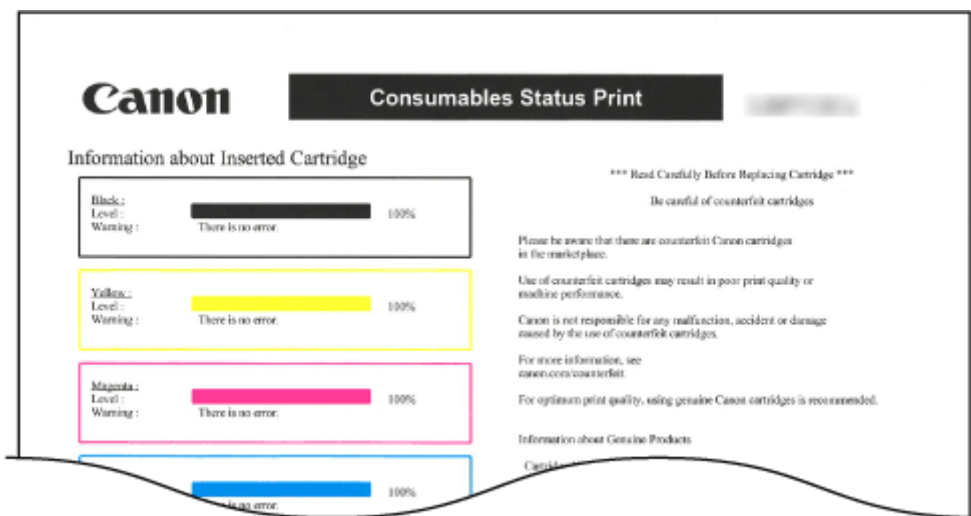 Canon
Consumables Status Print
Information about Inserted Cartridge
Black :
Level :
100%
Warning :
There is no error.
Yellow :
Level :
100%
Warning :
There is no error.
Magenta :
Level :
100%
Warning :
There is no error.
100%
is no error.
*** Read Carefully Before Replacing Cartridge ***
Be careful of counterfeit cartridges
Please be aware that there are counterfeit Canon cartridges
in the marketplace.
Use of counterfeit cartridges may result in poor print quality or
machine performance.
Canon is not responsible for any malfunction, accident or damage
caused by the use of counterfeit cartridges.
For more information, see
canon.com/counterfeit.
For optimum print quality, using genuine Canon cartridges is recommended.
Information about Genuine Products